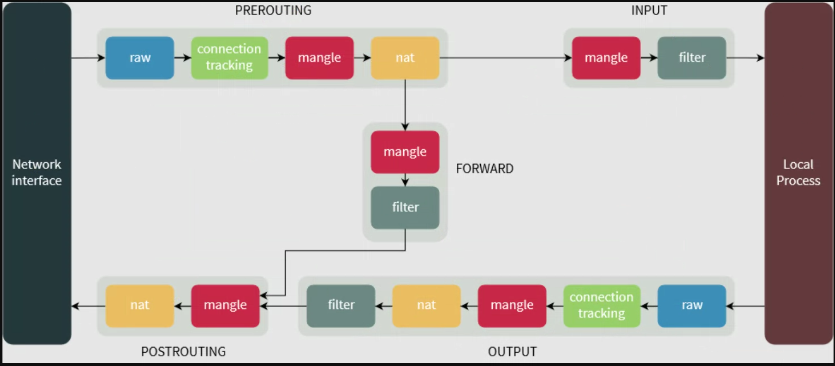 PREROUTING
INPUT
raw
connection
tracking
mangle
nat
mangle
filter
Network
interface
Local
Process
mangle
FORWARD
filter
nat
mangle
filter
nat
mangle
connection
tracking
raw
POSTROUTING
OUTPUT